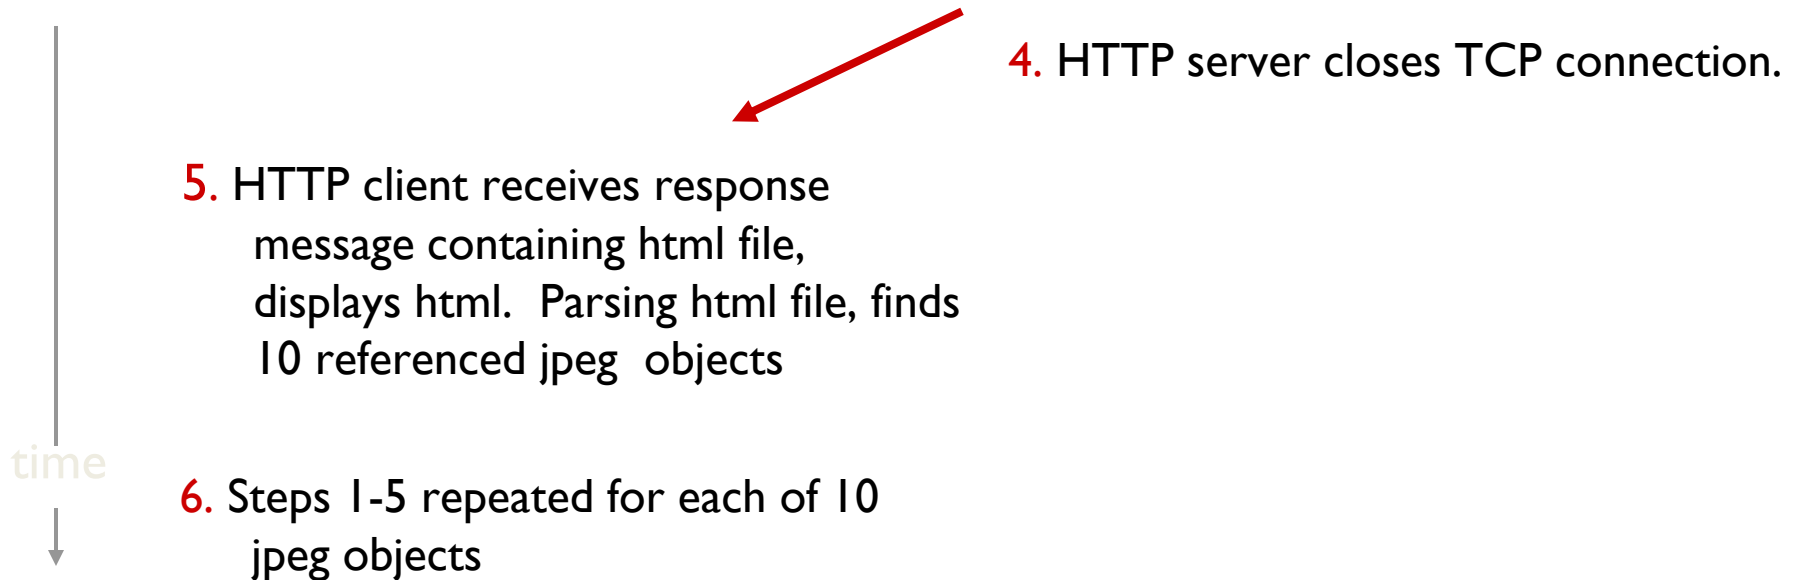 4. HTTP server closes TCP connection.
5. HTTP client receives response
message containing html file,
displays html.  Parsing html file, finds
10 referenced jpeg  objects
time
6. Steps 1-5 repeated for each of 10
jpeg objects